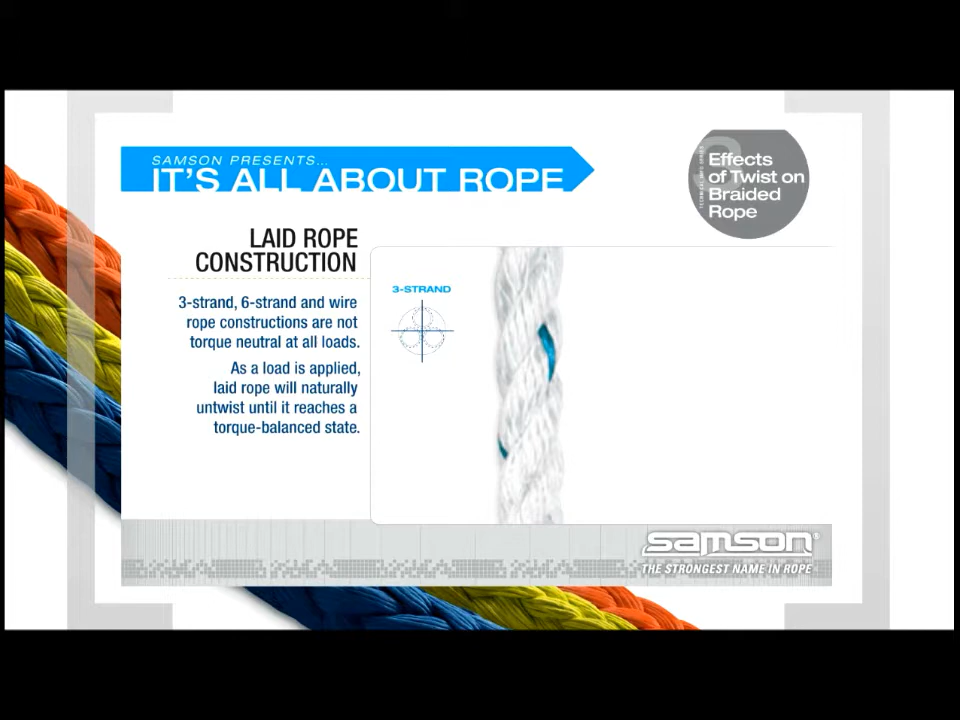 SAMSON PRESENTS...
IT'S ALL ABOUT ROPE
Effects
of Twist on
Braided
Rope
LAID ROPE
CONSTRUCTION
3-strand, 6-strand and wire
rope constructions are not
torque neutral at all loads.
As a load is applied,
laid rope will naturally
untwist until it reaches a
torque-balanced state.
3-STRAND
samson®
THE STRONGEST NAME IN ROPE